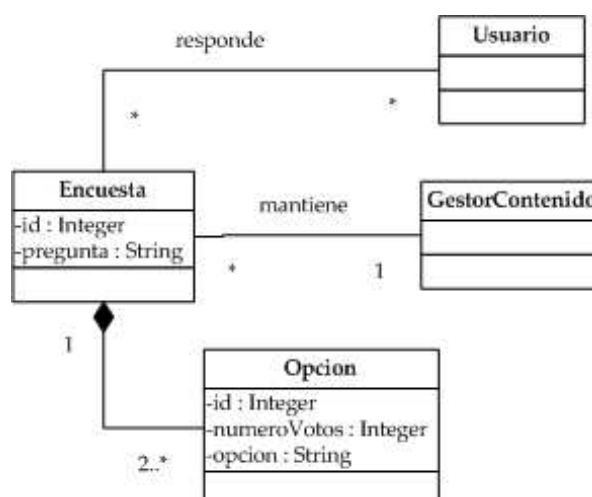 responde
Usuario
*
*
Encuesta
-id : Integer
-pregunta : String
mantiene
GestorContenido
*
1
1
Opcion
-id : Integer
-numeroVotos : Integer
-opcion : String
2..*